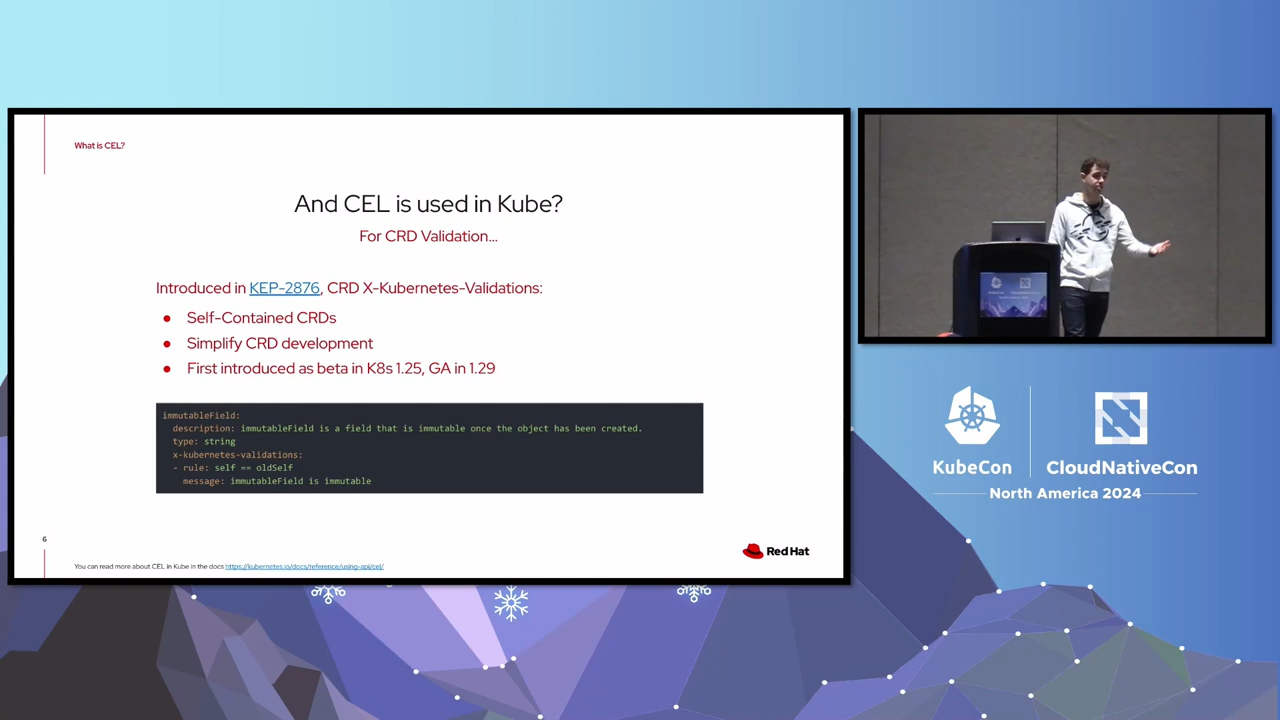 What is CEL?
And CEL is used in Kube?
For CRD Validation...
Introduced in KEP-2876, CRD X-Kubernetes-Validations:
● Self-Contained CRDs
● Simplify CRD development
● First introduced as beta in K8s 1.25, GA in 1.29
immutableField:
  description: immutableField is a field that is immutable once the object has been created.
  type: string
  x-kubernetes-validations:
  - rule: self == oldSelf
    message: immutableField is immutable
6
Red Hat
You can read more about CEL in Kube in the docs https://kubernetes.io/docs/reference/using-api/cel/
KubeCon
CloudNativeCon
North America 2024